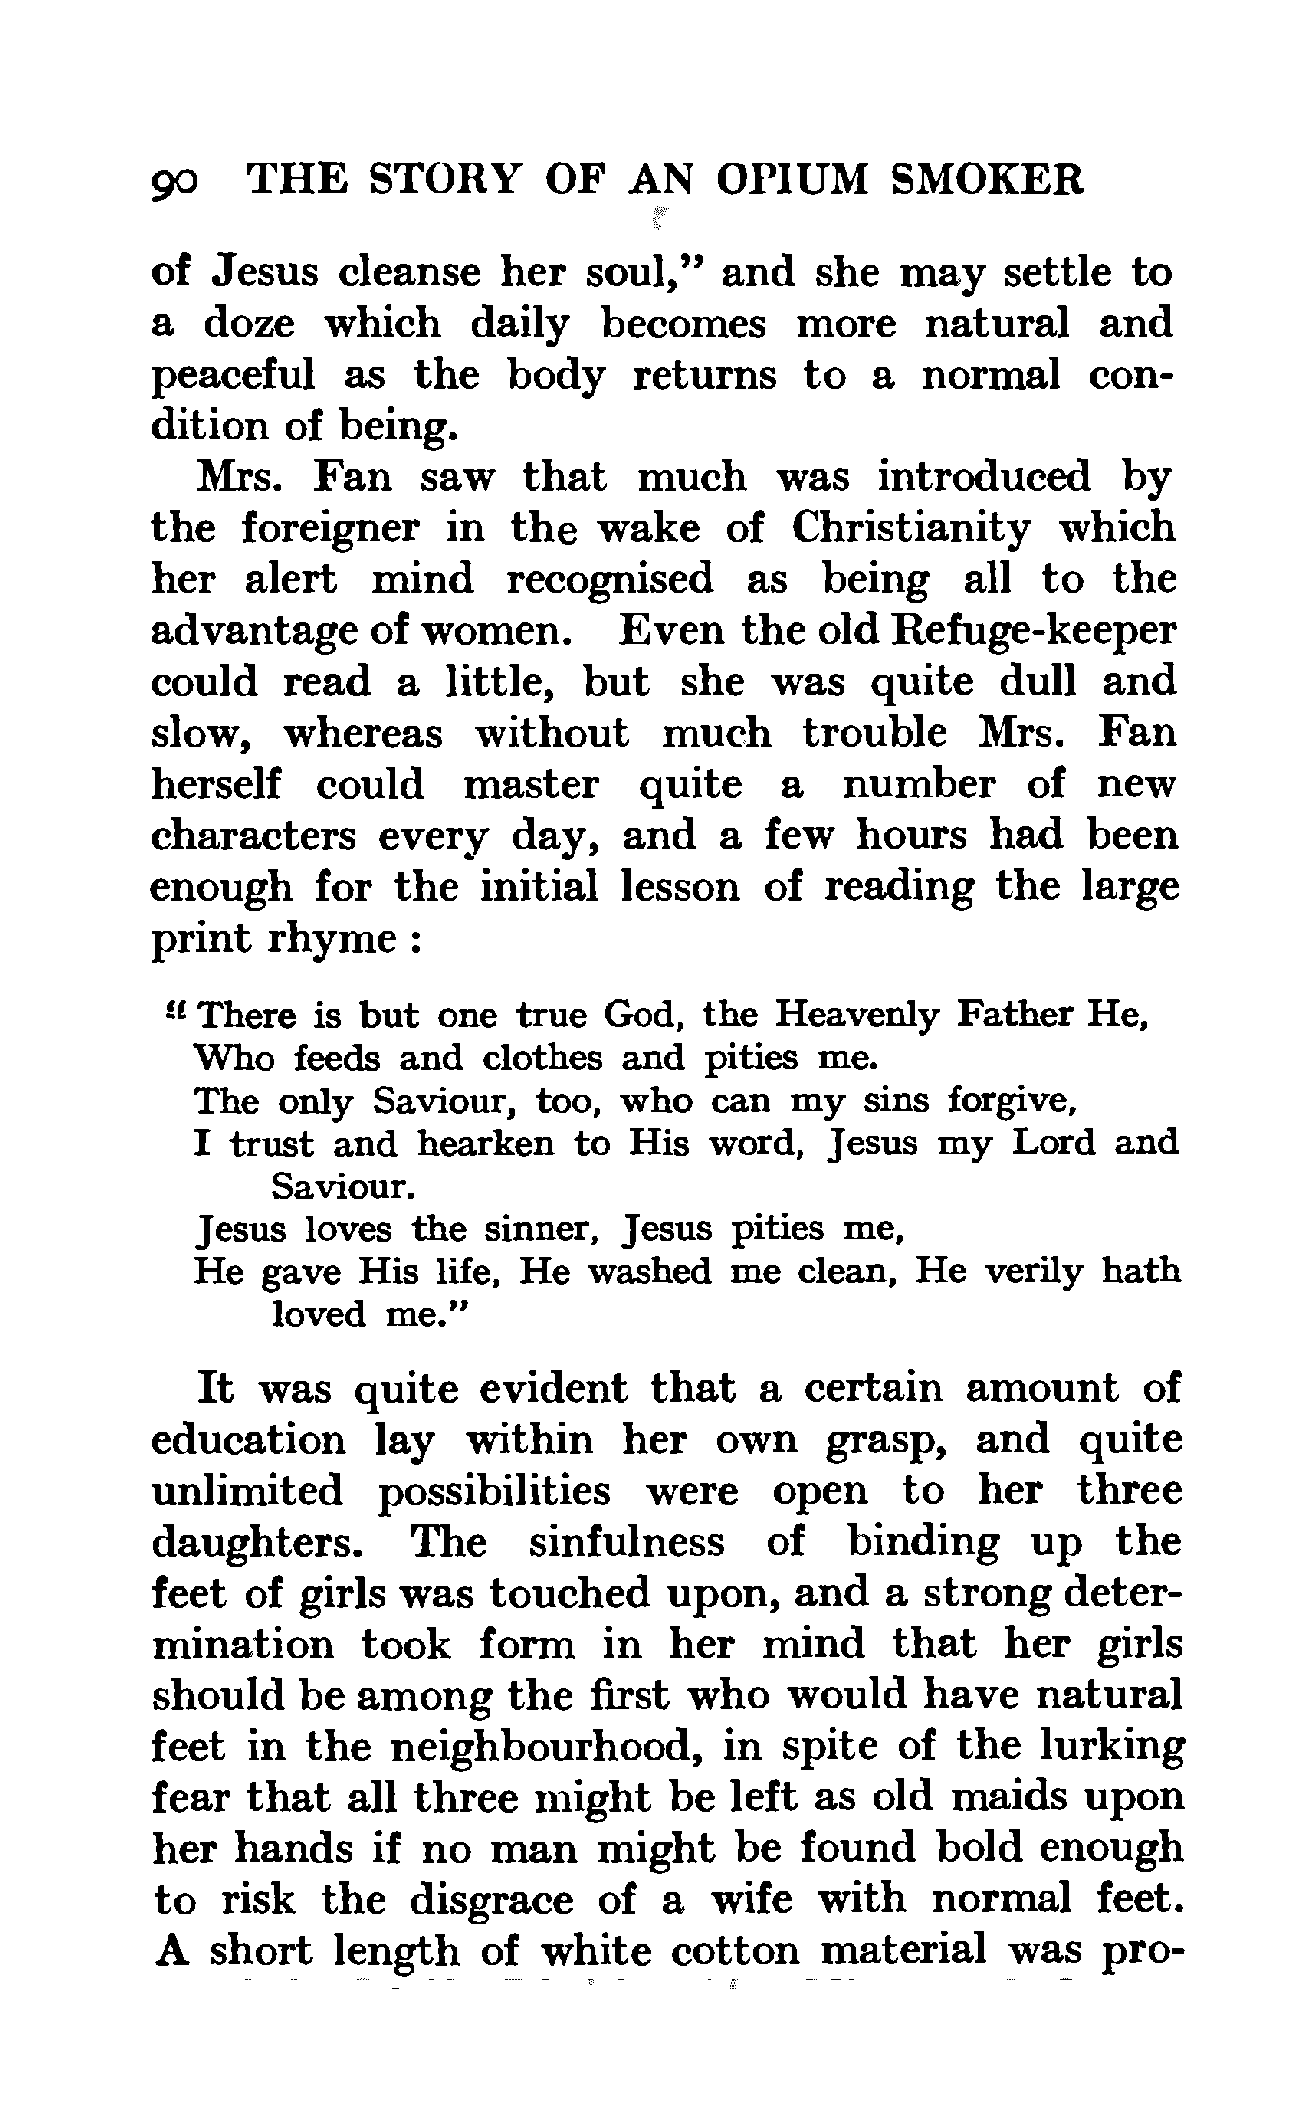 90 THE STORY OF AN OPIUM SMOKER
of Jesus cleanse her soul,” and she may settle to
a doze which daily becomes more natural and
peaceful as the body returns to a normal con-
dition of being.
Mrs. Fan saw that much was introduced by
the foreigner in the wake of Christianity which
her alert mind recognised as being all to the
advantage of women. Even the old Refuge-keeper
could read a little, but she was quite dull and
slow, whereas without much trouble Mrs. Fan
herself could master quite a number of new
characters every day, and a few hours had been
enough for the initial lesson of reading the large
print rhyme :
“ There is but one true God, the Heavenly Father He,
Who feeds and clothes and pities me.
The only Saviour, too, who can my sins forgive,
I trust and hearken to His word, Jesus my Lord and
Saviour.
Jesus loves the sinner, Jesus pities me,
He gave His life, He washed me clean, He verily hath
loved me.”
It was quite evident that a certain amount of
education lay within her own grasp, and quite
unlimited possibilities were open to her three
daughters. The sinfulness of binding up the
feet of girls was touched upon, and a strong deter-
mination took form in her mind that her girls
should be among the first who would have natural
feet in the neighbourhood, in spite of the lurking
fear that all three might be left as old maids upon
her hands if no man might be found bold enough
to risk the disgrace of a wife with normal feet.
A short length of white cotton material was pro-